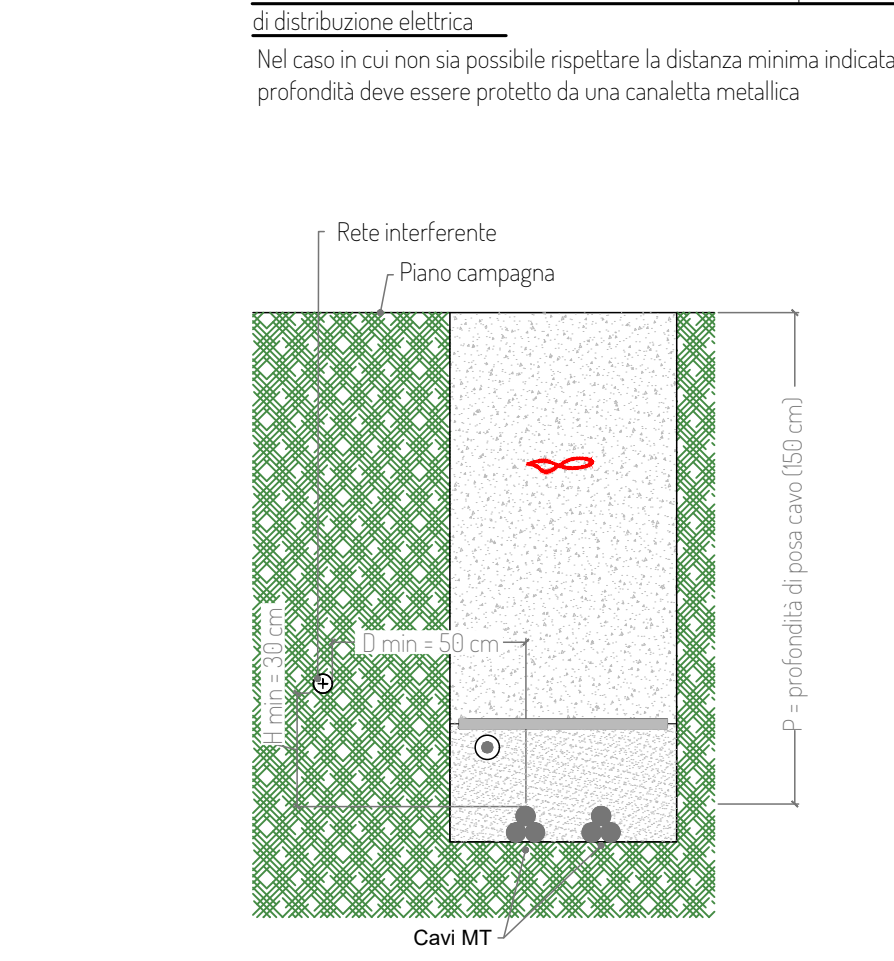 di distribuzione elettrica
Nel caso in cui non sia possibile rispettare la distanza minima indicata
profondità deve essere protetto da una canaletta metallica
Rete interferente
Piano campagna
P = profondità di posa cavo (150 cm)
H min = 30 cm
D min = 50 cm
Cavi MT